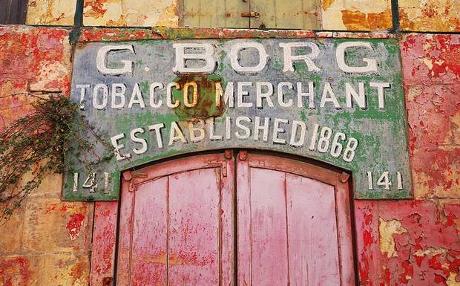 G. BORG
TOBACCO MERCHANT
ESTABLISHED 1868
141 141